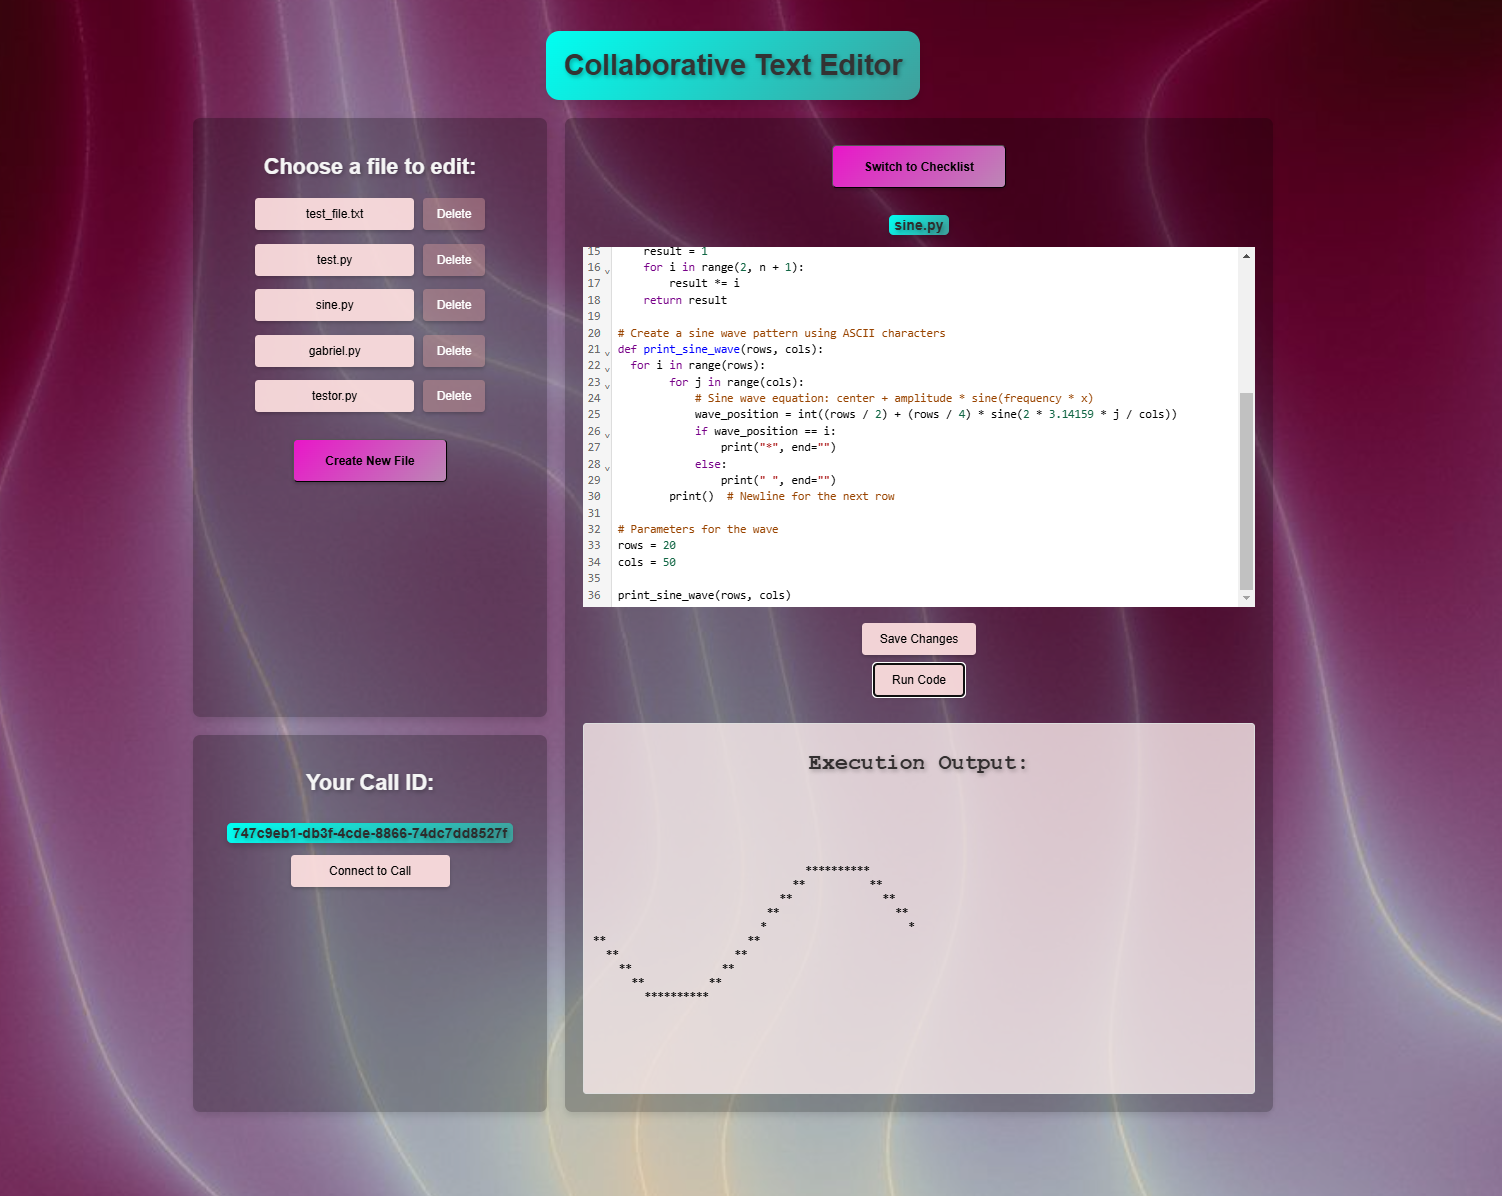 Collaborative Text Editor
Choose a file to edit:
test_file.txt Delete
test.py Delete
sine.py Delete
gabriel.py Delete
testor.py Delete
Create New File
Your Call ID:
747c9eb1-db3f-4cde-8866-74dc7dd8527f
Connect to Call
Switch to Checklist
sine.py
15     result = 1
16     for i in range(2, n + 1):
17         result *= i
18     return result
19
20 # Create a sine wave pattern using ASCII characters
21 def print_sine_wave(rows, cols):
22   for i in range(rows):
23         for j in range(cols):
24             # Sine wave equation: center + amplitude * sine(frequency * x)
25             wave_position = int((rows / 2) + (rows / 4) * sine(2 * 3.14159 * j / cols))
26             if wave_position == i:
27                 print("*", end="")
28             else:
29                 print(" ", end="")
30         print()  # Newline for the next row
31
32 # Parameters for the wave
33 rows = 20
34 cols = 50
35
36 print_sine_wave(rows, cols)
Save Changes
Run Code
Execution Output:
                                 **********
                               **          **
                             **              **
                           **                  **
                          *                      *
**                      **
  **                  **
    **              **
      **          **
        **********